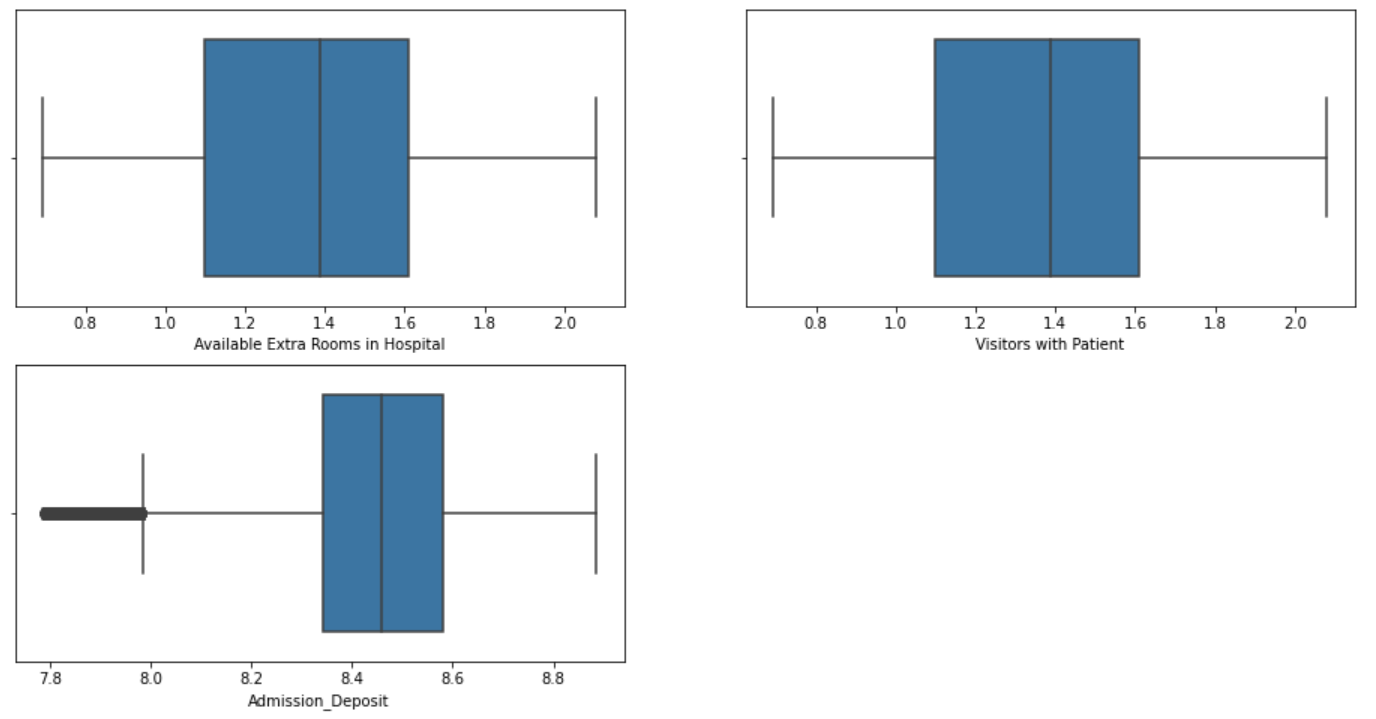 0.8 1.0 1.2 1.4 1.6 1.8 2.0
Available Extra Rooms in Hospital
0.8 1.0 1.2 1.4 1.6 1.8 2.0
Visitors with Patient
7.8 8.0 8.2 8.4 8.6 8.8
Admission_Deposit